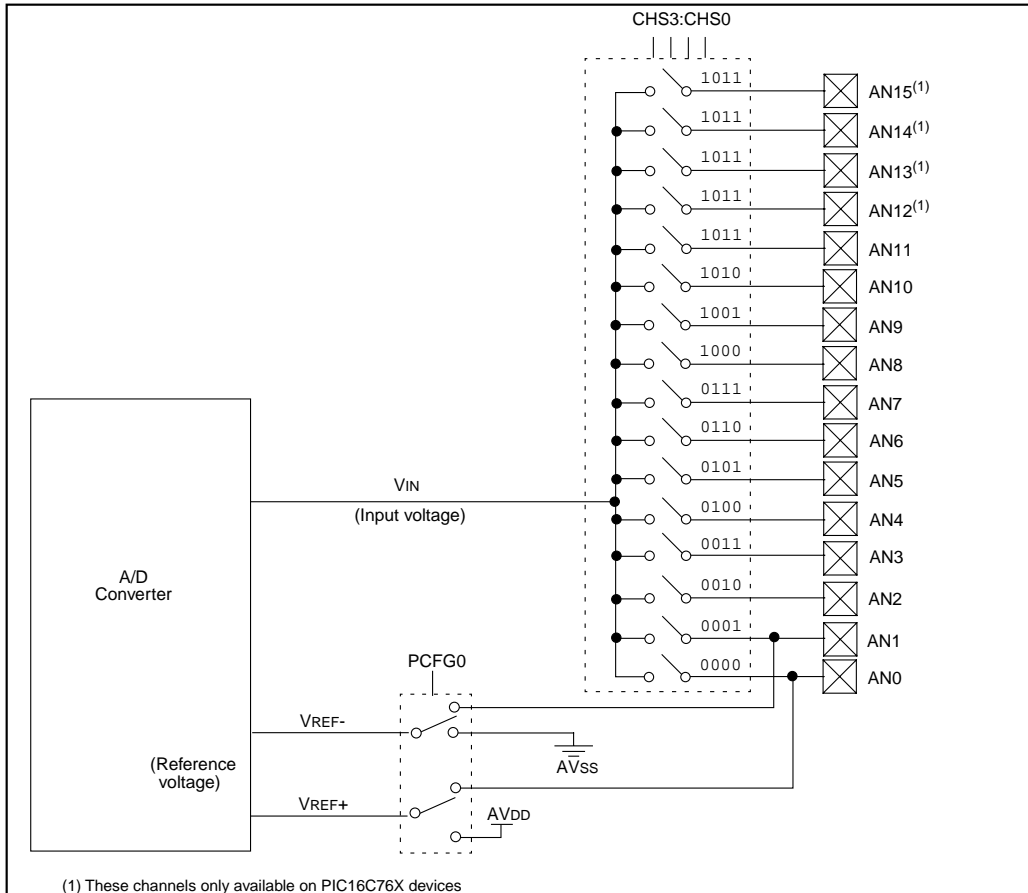 CHS3:CHS0
1011 AN15(1)
1011 AN14(1)
1011 AN13(1)
1011 AN12(1)
1011 AN11
1010 AN10
1001 AN9
1000 AN8
0111 AN7
0110 AN6
0101 AN5
VIN
(Input voltage)
0100 AN4
0011 AN3
A/D
Converter
0010 AN2
0001 AN1
PCFG0
0000 AN0
VREF-
AVSS
(Reference
voltage)
VREF+
AVDD
(1) These channels only available on PIC16C76X devices